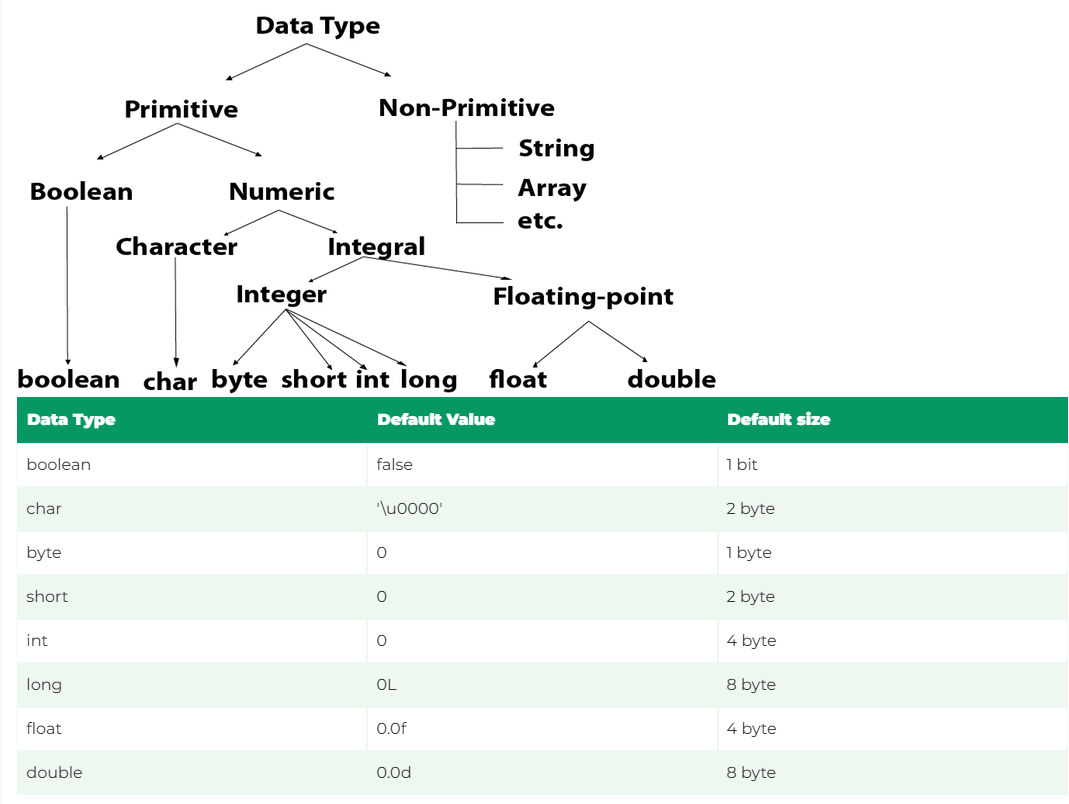 Data Type
Primitive
Non-Primitive
String
Array
etc.
Boolean
Numeric
Character
Integral
Integer
Floating-point
boolean char byte short int long float double
Data Type Default Value Default size
boolean false 1 bit
char '\u0000' 2 byte
byte 0 1 byte
short 0 2 byte
int 0 4 byte
long 0L 8 byte
float 0.0f 4 byte
double 0.0d 8 byte